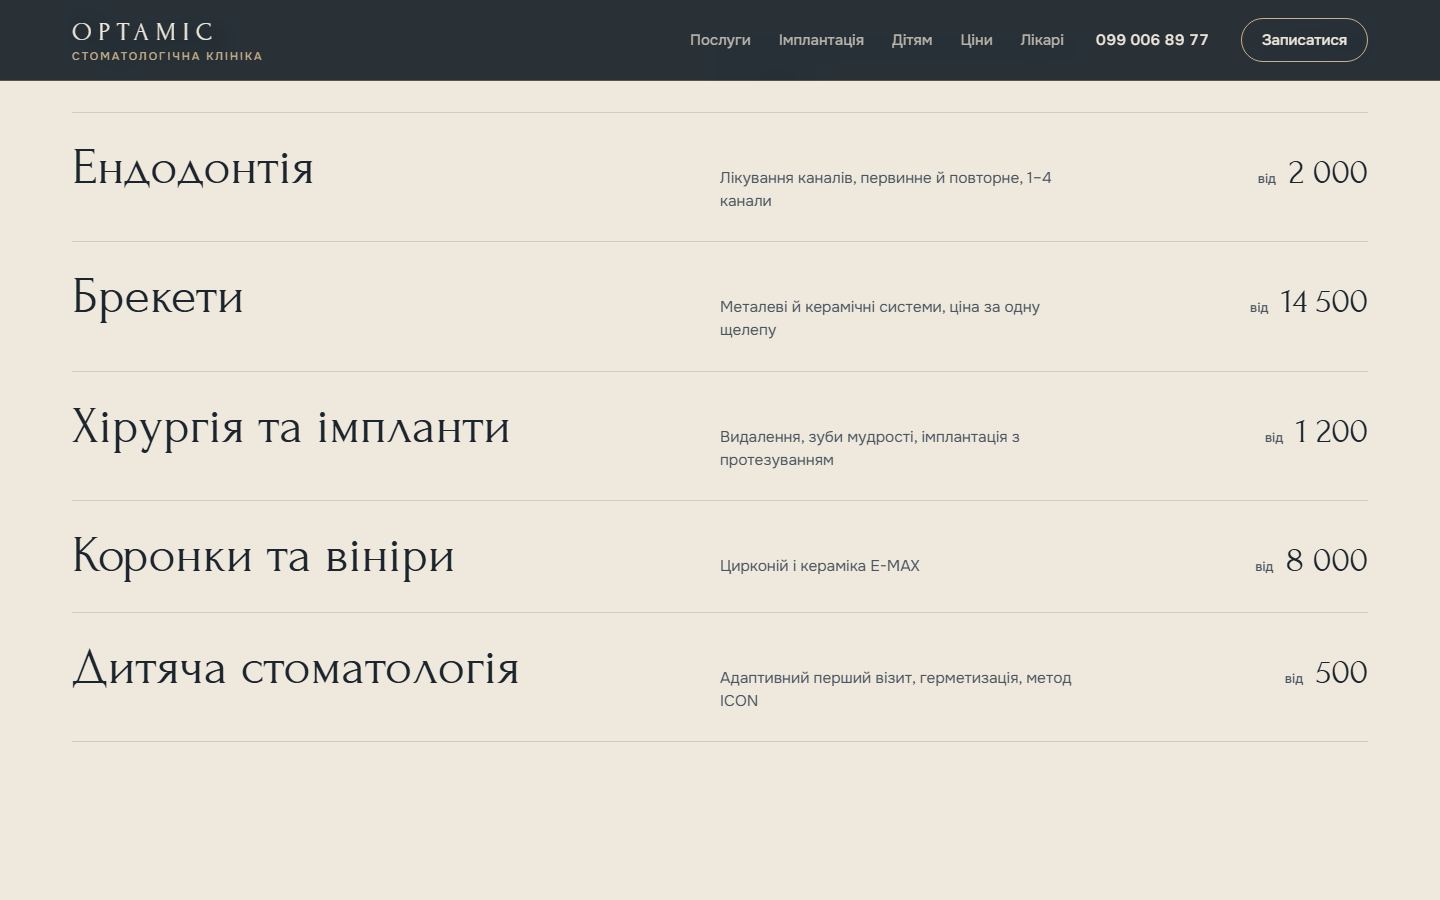 OPTAMIC
СТОМАТОЛОГІЧНА КЛІНІКА
Послуги Імплантація Дітям Ціни Лікарі 099 006 89 77 Записатися
Ендодонтія
Лікування каналів, первинне й повторне, 1–4
канали
від 2 000
Брекети
Металеві й керамічні системи, ціна за одну
щелепу
від 14 500
Хірургія та імпланти
Видалення, зуби мудрості, імплантація з
протезуванням
від 1 200
Коронки та вініри
Цирконій і кераміка E-MAX
від 8 000
Дитяча стоматологія
Адаптивний перший візит, герметизація, метод
ICON
від 500